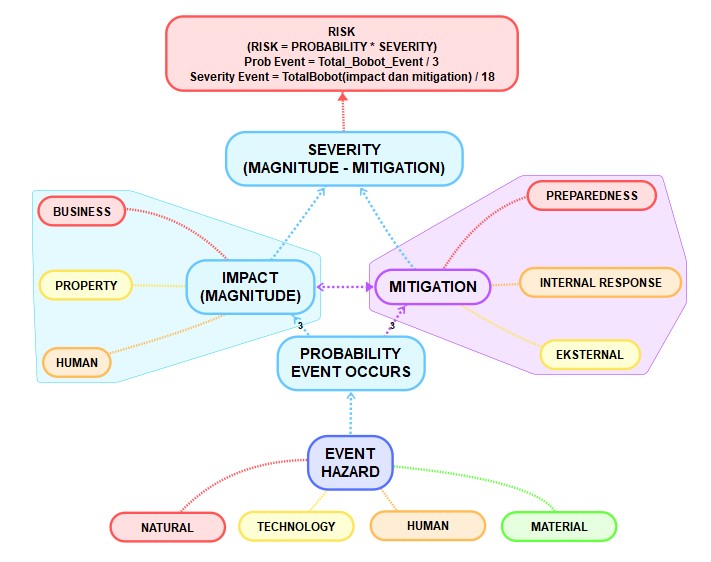 RISK
(RISK = PROBABILITY * SEVERITY)
Prob Event = Total_Bobot_Event / 3
Severity Event = TotalBobot(impact dan mitigation) / 18
SEVERITY
(MAGNITUDE - MITIGATION)
BUSINESS
PROPERTY
HUMAN
IMPACT
(MAGNITUDE)
MITIGATION
PREPAREDNESS
INTERNAL RESPONSE
EKSTERNAL
3
3
PROBABILITY
EVENT OCCURS
EVENT
HAZARD
NATURAL
TECHNOLOGY
HUMAN
MATERIAL